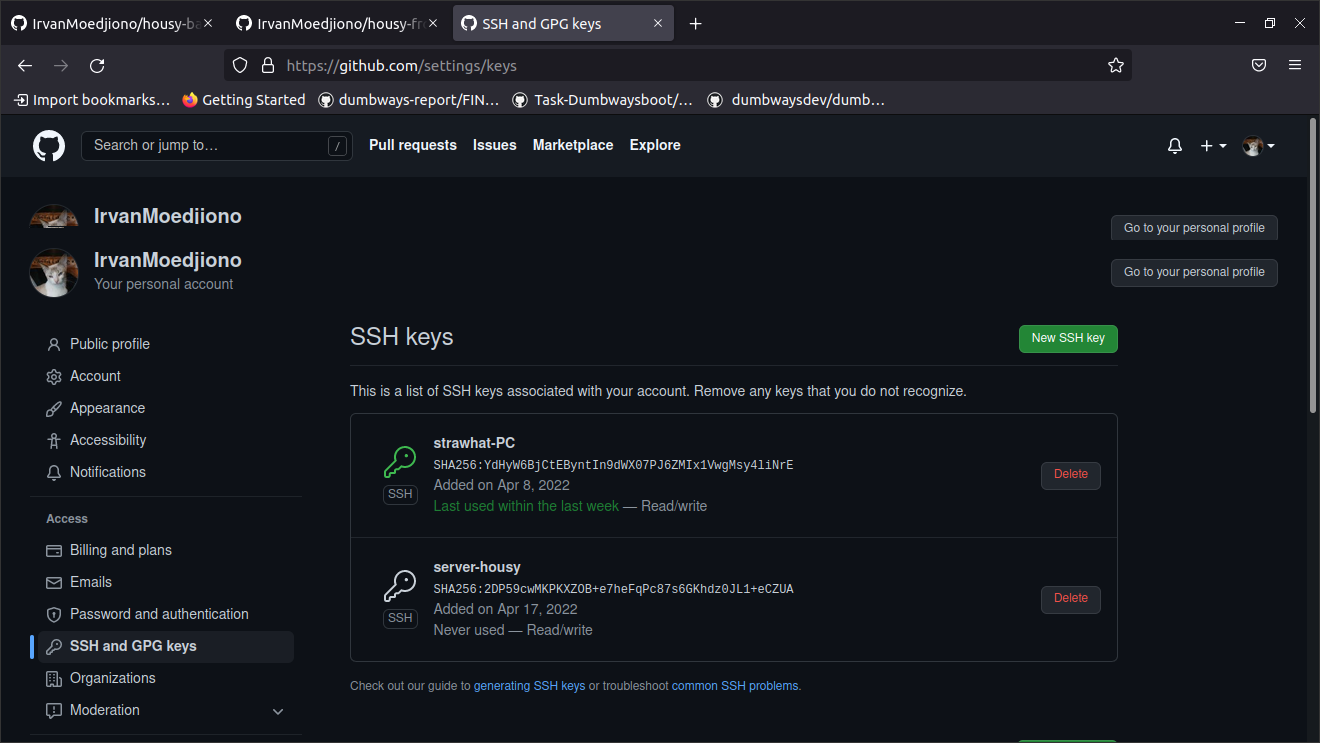 IrvanMoedjiono/housy-ba
IrvanMoedjiono/housy-fr
SSH and GPG keys
https://github.com/settings/keys
Import bookmarks…
Getting Started
dumbways-report/FIN…
Task-Dumbwaysboot/…
dumbwaysdev/dumb…
Search or jump to…
/
Pull requests
Issues
Marketplace
Explore
IrvanMoedjiono
Go to your personal profile
IrvanMoedjiono
Your personal account
Go to your personal profile
Public profile
Account
Appearance
Accessibility
Notifications
Access
Billing and plans
Emails
Password and authentication
SSH and GPG keys
Organizations
Moderation
SSH keys
New SSH key
This is a list of SSH keys associated with your account. Remove any keys that you do not recognize.
strawhat-PC
SHA256:YdHyW6BjCtEByntIn9dWX07PJ6ZMIx1VwgMsy4liNrE
Added on Apr 8, 2022
Last used within the last week — Read/write
SSH
Delete
server-housy
SHA256:2DP59cwMKPKXZOB+e7heFqPc87s6GKhdz0JL1+eCZUA
Added on Apr 17, 2022
Never used — Read/write
SSH
Delete
Check out our guide to generating SSH keys or troubleshoot common SSH problems.